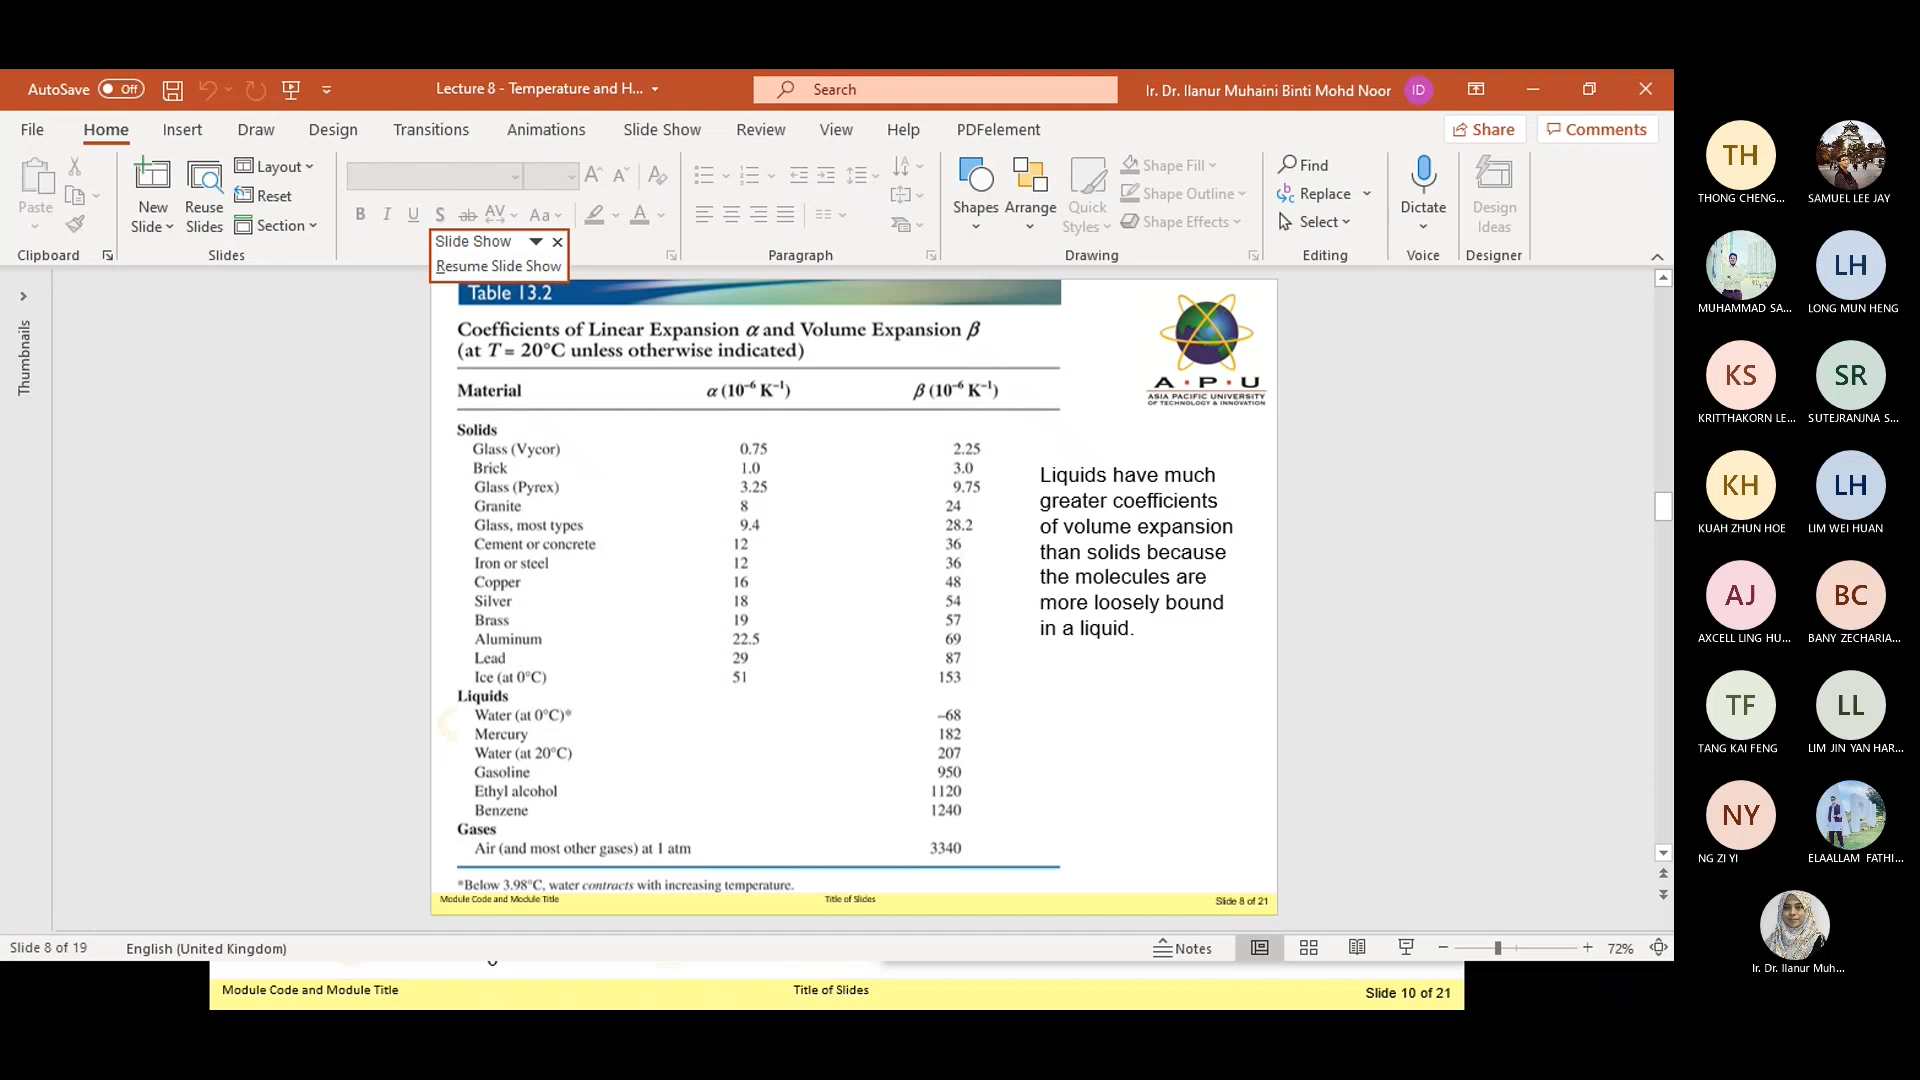 AutoSave Off
Lecture 8 - Temperature and H...
Search
Ir. Dr. Ilanur Muhaini Binti Mohd Noor ID
File Home Insert Draw Design Transitions Animations Slide Show Review View Help PDFelement
Share Comments
Paste
Clipboard
New Slide
Reuse Slides
Layout
Reset
Section
Slides
B I U S ab AV Aa A
Paragraph
Shapes
Arrange
Quick Styles
Shape Fill
Shape Outline
Shape Effects
Drawing
Find
Replace
Select
Editing
Dictate
Voice
Design Ideas
Designer
Slide Show
Resume Slide Show
Thumbnails
Table 13.2
Coefficients of Linear Expansion α and Volume Expansion β
(at T = 20°C unless otherwise indicated)
Material α (10⁻⁶ K⁻¹) β (10⁻⁶ K⁻¹)
Solids
Glass (Vycor) 0.75 2.25
Brick 1.0 3.0
Glass (Pyrex) 3.25 9.75
Granite 8 24
Glass, most types 9.4 28.2
Cement or concrete 12 36
Iron or steel 12 36
Copper 16 48
Silver 18 54
Brass 19 57
Aluminum 22.5 69
Lead 29 87
Ice (at 0°C) 51 153
Liquids
Water (at 0°C)* –68
Mercury 182
Water (at 20°C) 207
Gasoline 950
Ethyl alcohol 1120
Benzene 1240
Gases
Air (and most other gases) at 1 atm 3340
*Below 3.98°C, water contracts with increasing temperature.
A·P·U
ASIA PACIFIC UNIVERSITY
OF TECHNOLOGY & INNOVATION
Liquids have much
greater coefficients
of volume expansion
than solids because
the molecules are
more loosely bound
in a liquid.
Module Code and Module Title Title of Slides Slide 8 of 21
Slide 8 of 19 English (United Kingdom) Notes 72%
Module Code and Module Title Title of Slides Slide 10 of 21
TH
THONG CHENG...
SAMUEL LEE JAY
MUHAMMAD SA...
LH
LONG MUN HENG
KS
KRITTHAKORN LE...
SR
SUTEJRANJNA S...
KH
KUAH ZHUN HOE
LH
LIM WEI HUAN
AJ
AXCELL LING HU...
BC
BANY ZECHARIA...
TF
TANG KAI FENG
LL
LIM JIN YAN HAR...
NY
NG ZI YI
ELAALLAM FATHI...
Ir. Dr. Ilanur Muh...